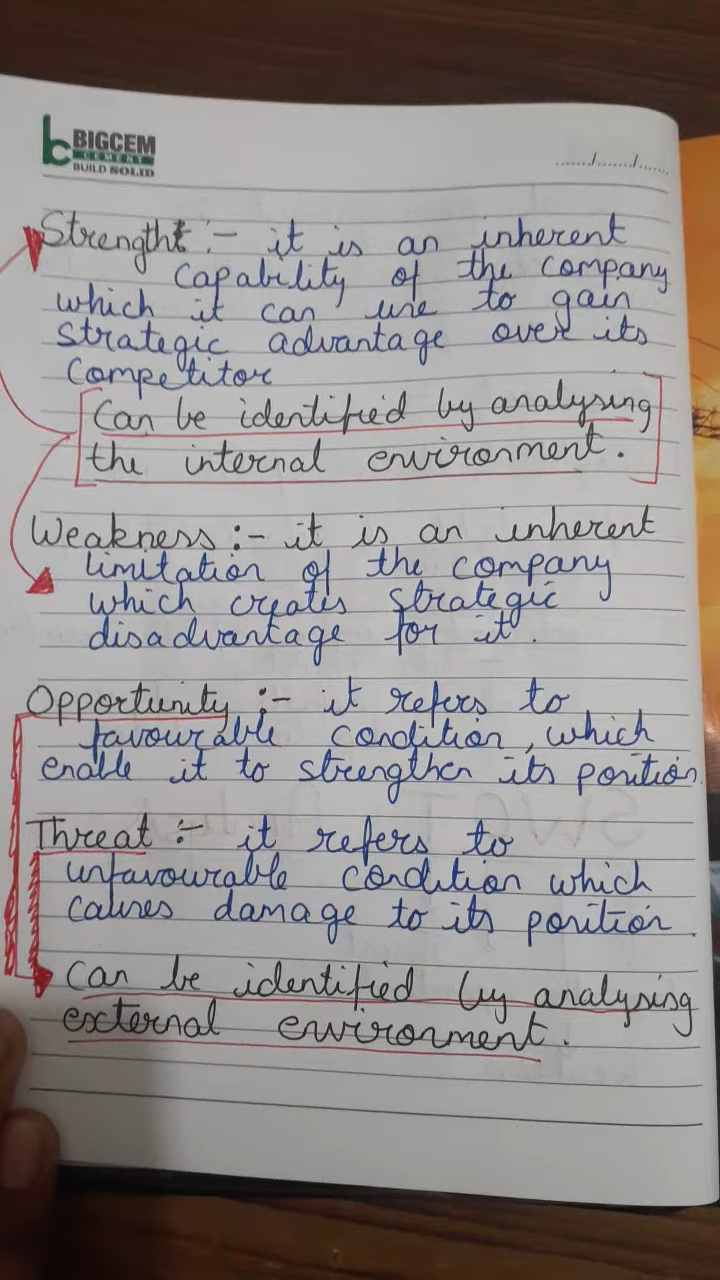 BIGCEM
CEMENT
BUILD SOLID
....../....../......
Strenght :- it is an inherent
capability of the company
which it can use to gain
strategic advantage over its
competitor
Can be identified by analysing
the internal environment.
Weakness :- it is an inherent
limitation of the company
which creates strategic
disadvantage for it.
Opportunity :- it refers to
favourable condition, which
enable it to strengthen its position
Threat :- it refers to
unfavourable condition which
causes damage to its position.
can be identified by analysing
external environment.